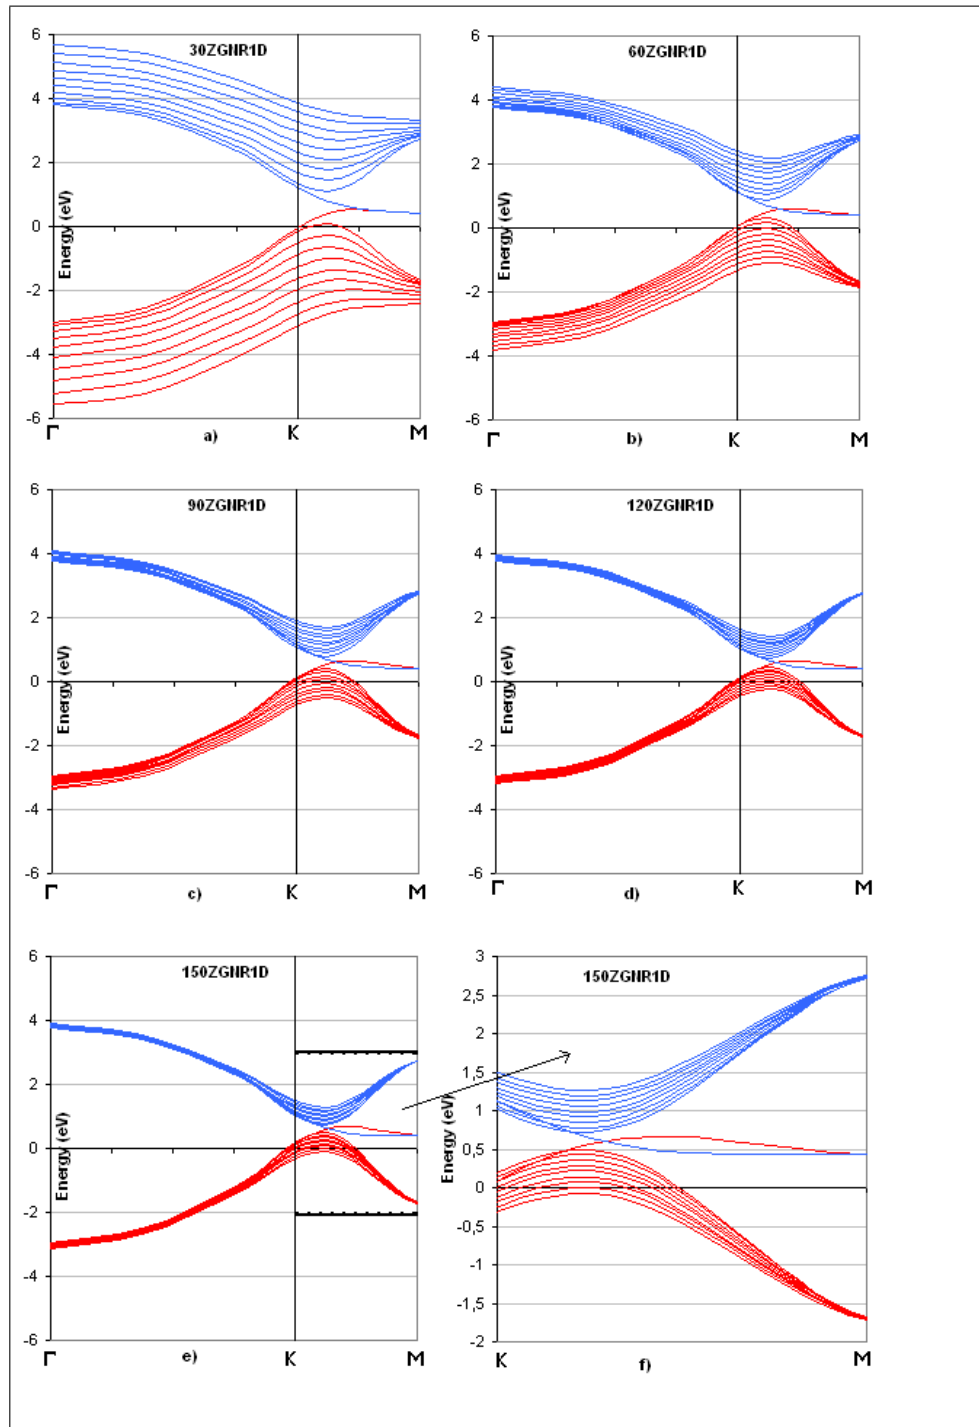 30ZGNR1D
6
4
2
0
-2
-4
-6
Energy (eV)
Γ
K
M
a)
60ZGNR1D
6
4
2
0
-2
-4
-6
Energy (eV)
Γ
K
M
b)
90ZGNR1D
6
4
2
0
-2
-4
-6
Energy (eV)
Γ
K
M
c)
120ZGNR1D
6
4
2
0
-2
-4
-6
Energy (eV)
Γ
K
M
d)
150ZGNR1D
6
4
2
0
-2
-4
-6
Energy (eV)
Γ
K
M
e)
150ZGNR1D
3
2,5
2
1,5
1
0,5
0
-0,5
-1
-1,5
-2
Energy (eV)
K
M
f)